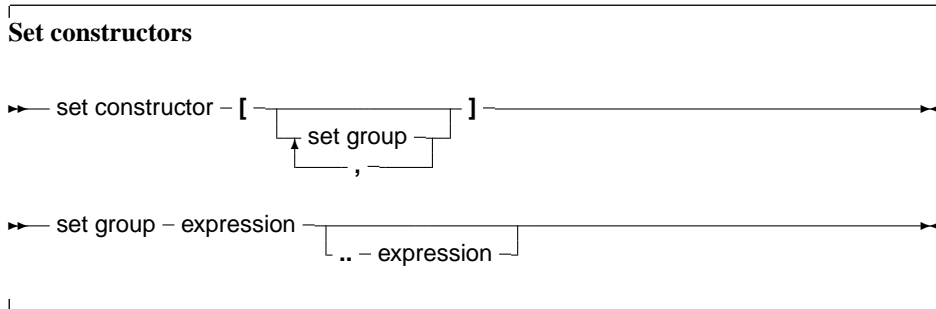 Set constructors
set constructor – [ ]
set group
,
set group – expression
.. – expression